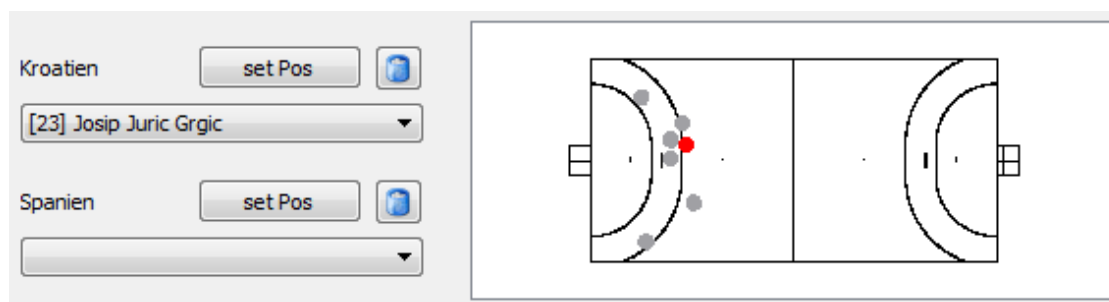 Kroatien
set Pos
[23] Josip Juric Grgic
Spanien
set Pos